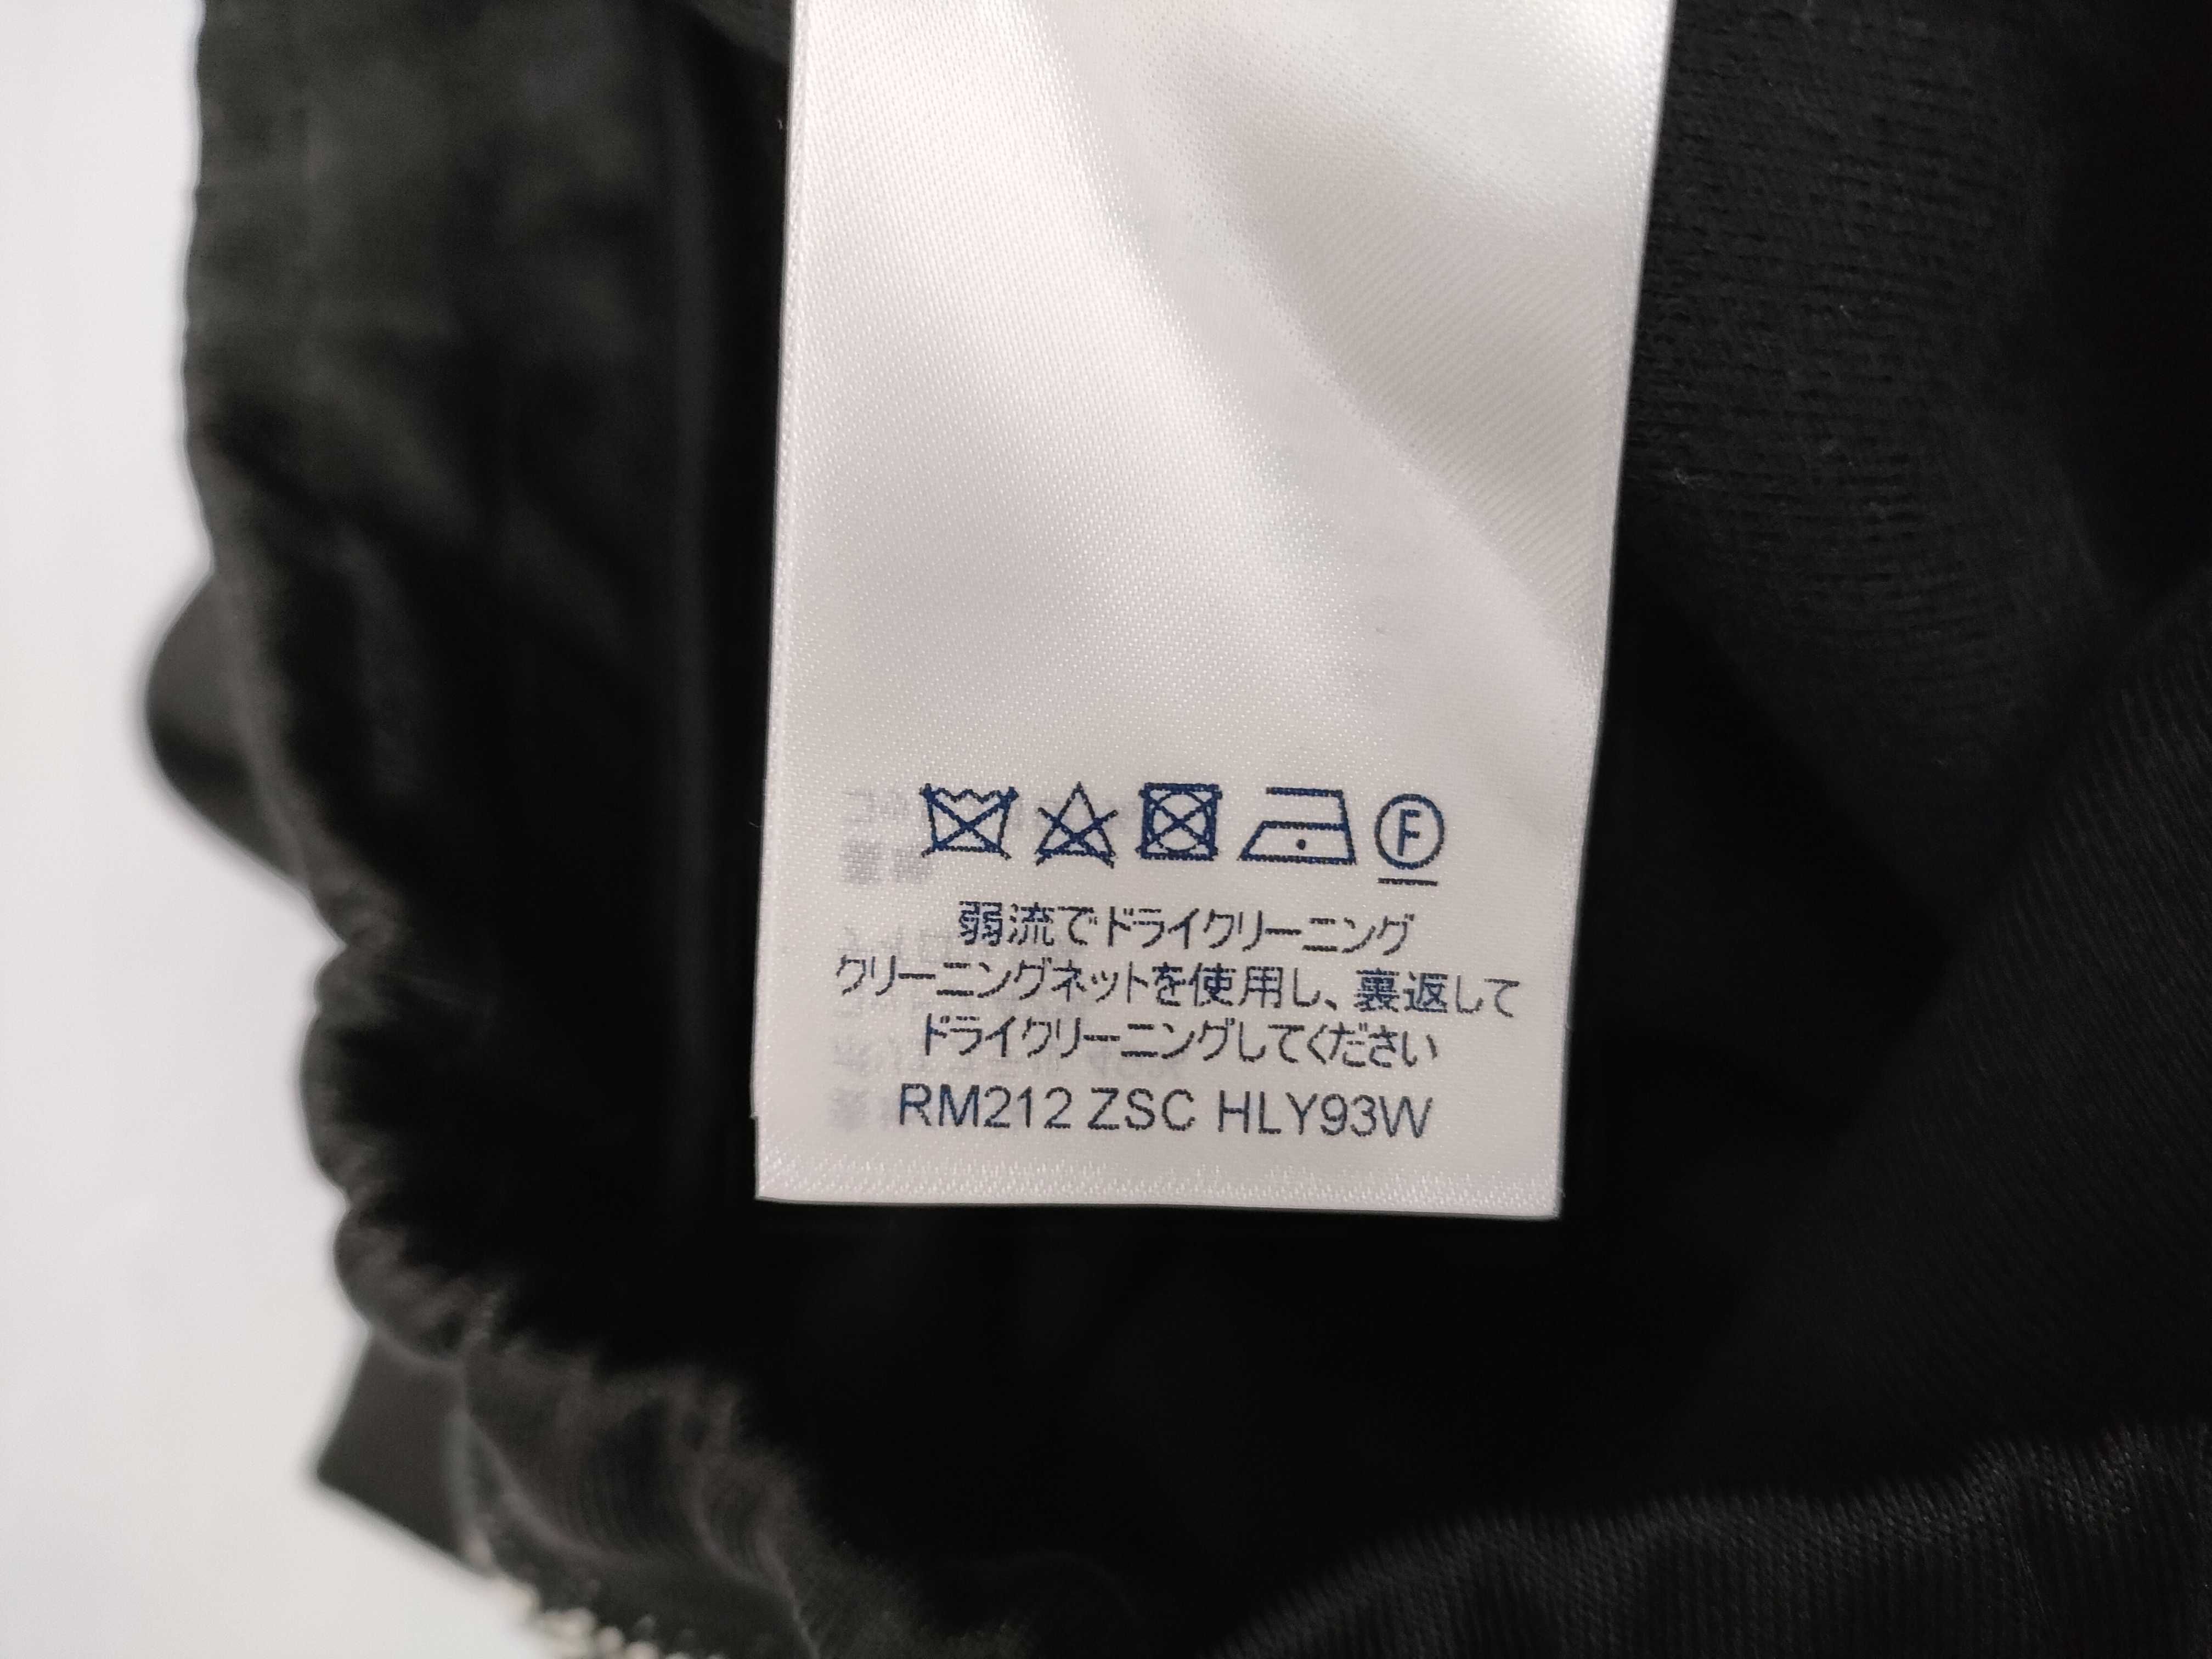 F
弱流でドライクリーニング
クリーニングネットを使用し、裏返して
ドライクリーニングしてください
RM212 ZSC HLY93W